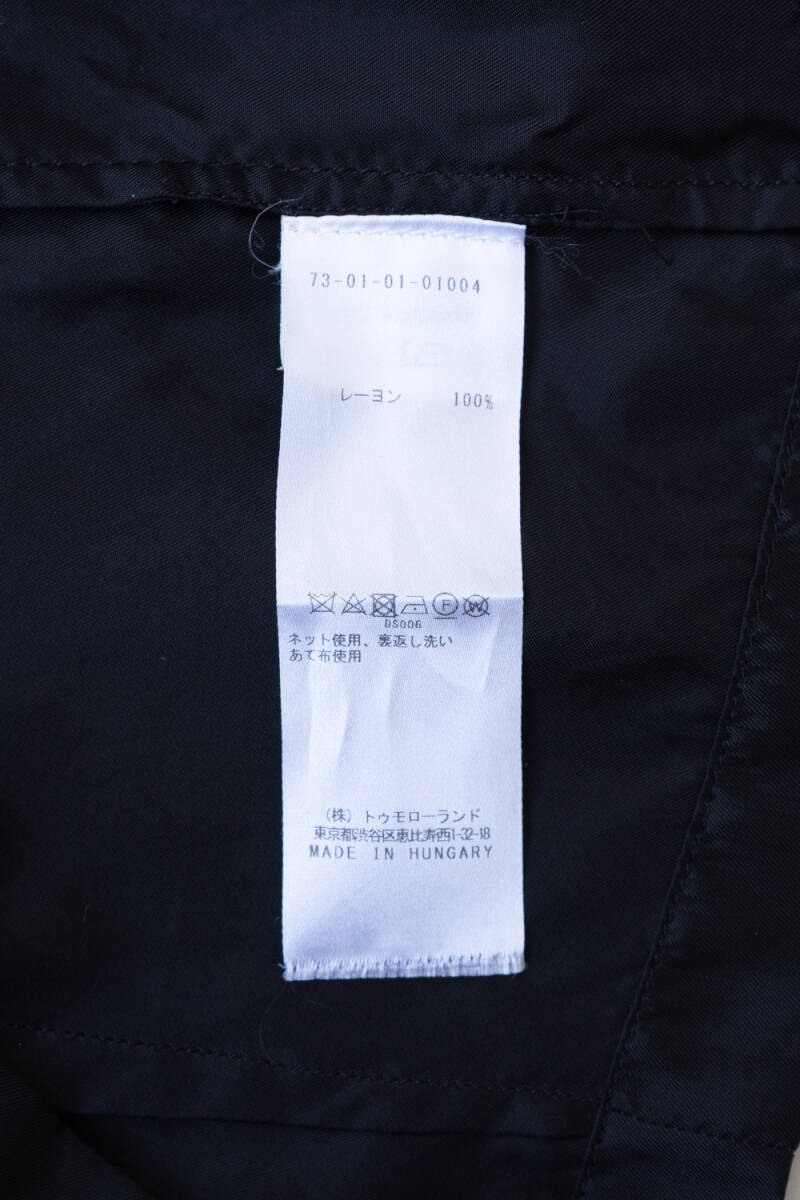 73-01-01-01004
レーヨン 100%
F W
DS006
ネット使用、裏返し洗い
あて布使用
(株) トゥモローランド
東京都渋谷区恵比寿西1-32-18
MADE IN HUNGARY